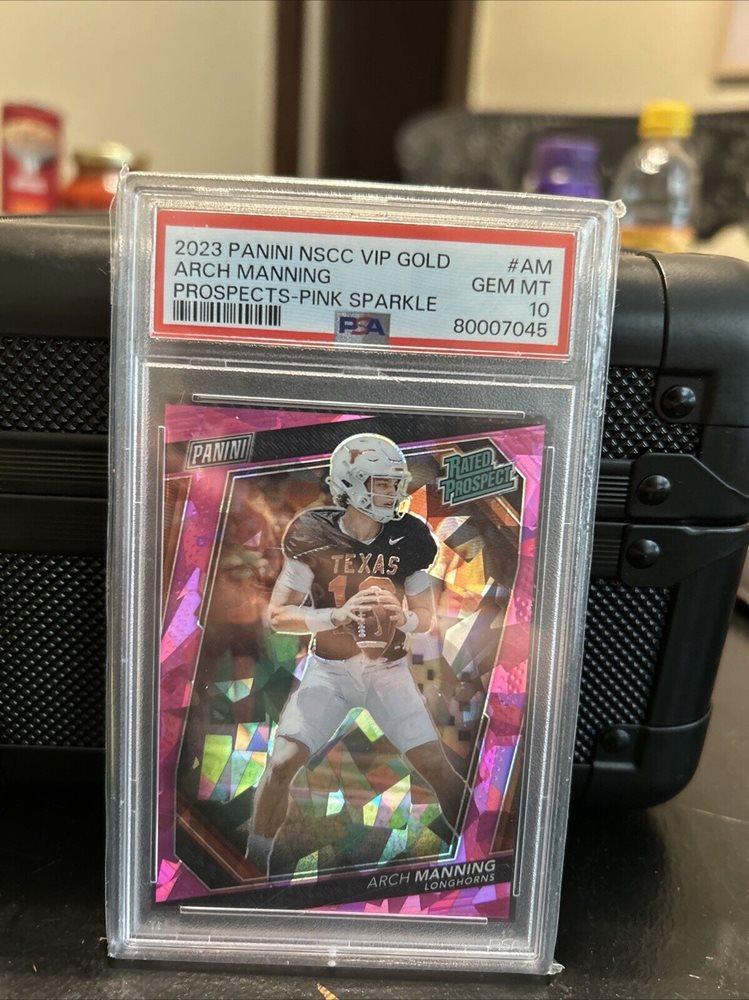 2023 PANINI NSCC VIP GOLD #AM
ARCH MANNING GEM MT
PROSPECTS-PINK SPARKLE 10
PSA 80007045
PANINI
RATED
PROSPECT
TEXAS
ARCH MANNING
LONGHORNS